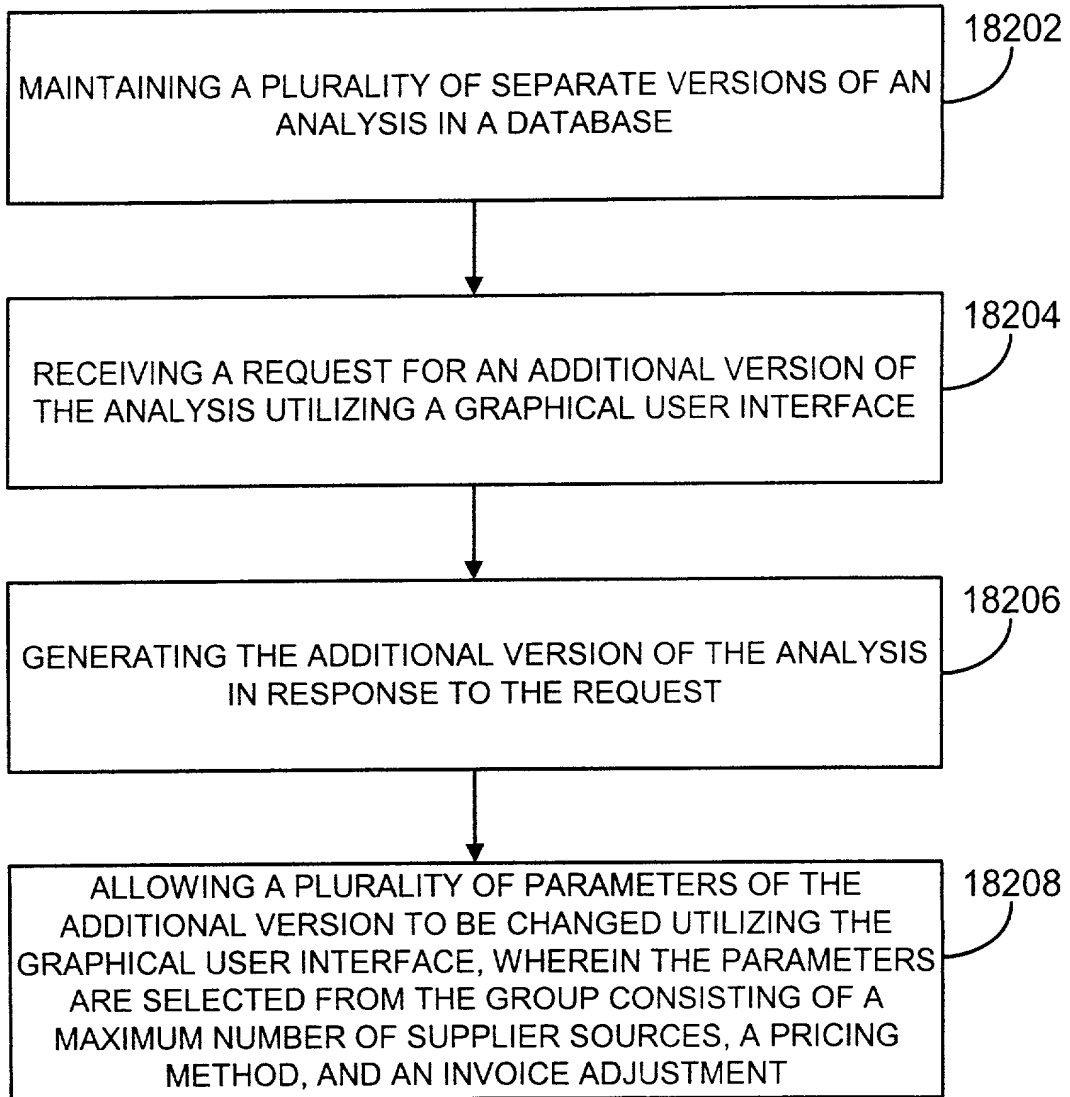 18202
MAINTAINING A PLURALITY OF SEPARATE VERSIONS OF AN
ANALYSIS IN A DATABASE
18204
RECEIVING A REQUEST FOR AN ADDITIONAL VERSION OF
THE ANALYSIS UTILIZING A GRAPHICAL USER INTERFACE
18206
GENERATING THE ADDITIONAL VERSION OF THE ANALYSIS
IN RESPONSE TO THE REQUEST
18208
ALLOWING A PLURALITY OF PARAMETERS OF THE
ADDITIONAL VERSION TO BE CHANGED UTILIZING THE
GRAPHICAL USER INTERFACE, WHEREIN THE PARAMETERS
ARE SELECTED FROM THE GROUP CONSISTING OF A
MAXIMUM NUMBER OF SUPPLIER SOURCES, A PRICING
METHOD, AND AN INVOICE ADJUSTMENT